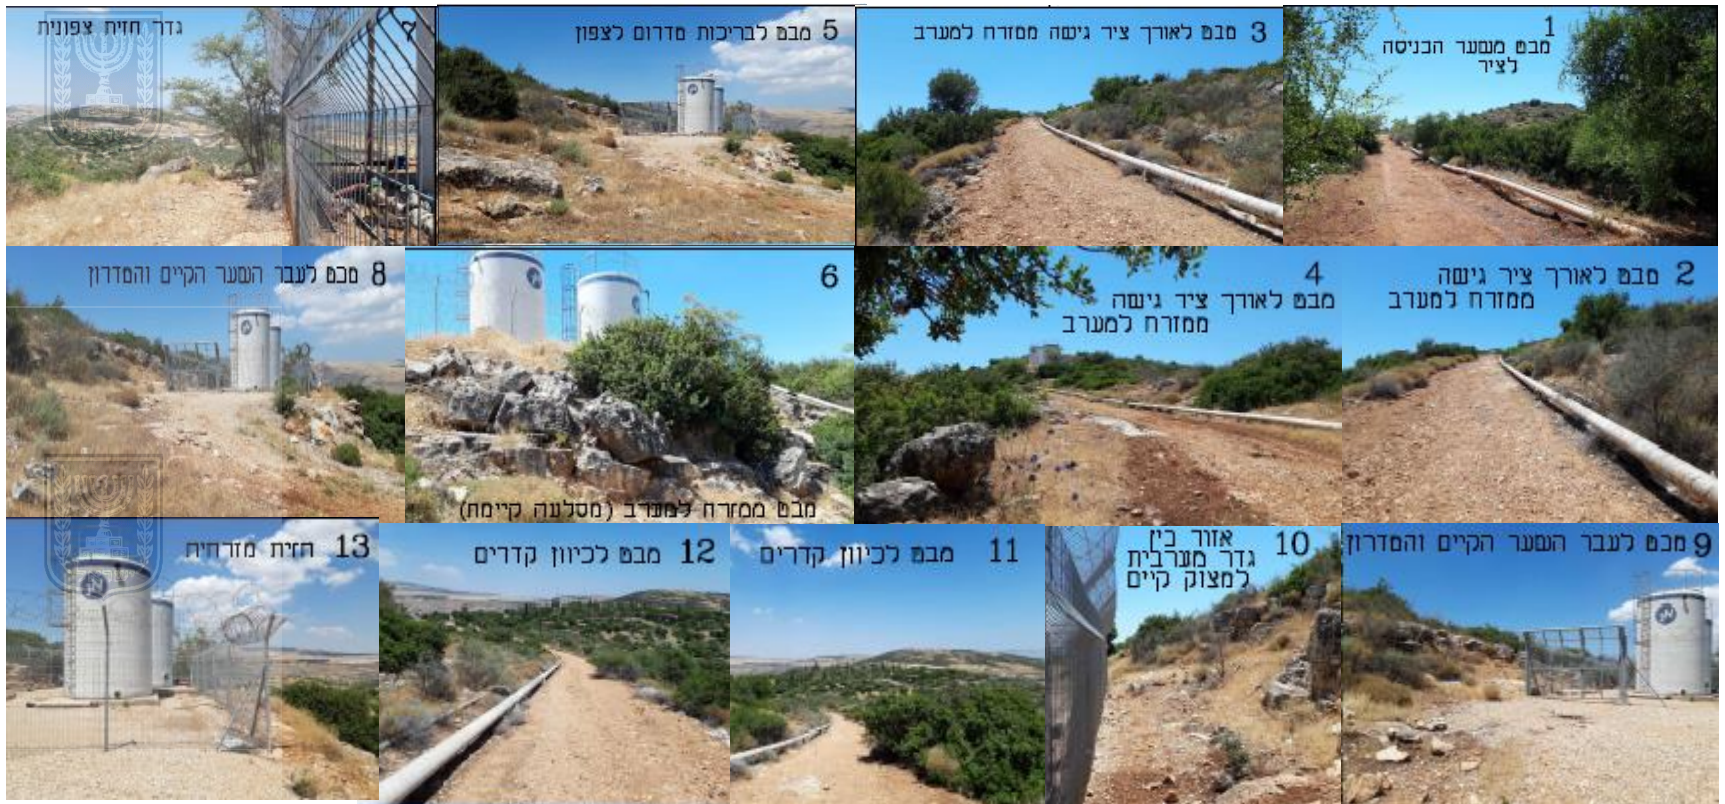 1
מבט משער הכניסה
לציר
3 מבט לאורך ציר גישה ממזרח למערב
5 מבט לבריכות מדרום לצפון
7
גדר חזית צפונית
2 מבט לאורך ציר גישה
ממזרח למערב
4
מבט לאורך ציר גישה
ממזרח למערב
6
מבט ממזרח למערב (מסלעה קיימת)
8 מבט לעבר השער הקיים והמדרון
9 מבט לעבר השער הקיים והמדרון
10 אזור בין
גדר מערבית
למצוק קיים
11 מבט לכיוון קדרים
12 מבט לכיוון קדרים
13 חזית מזרחית